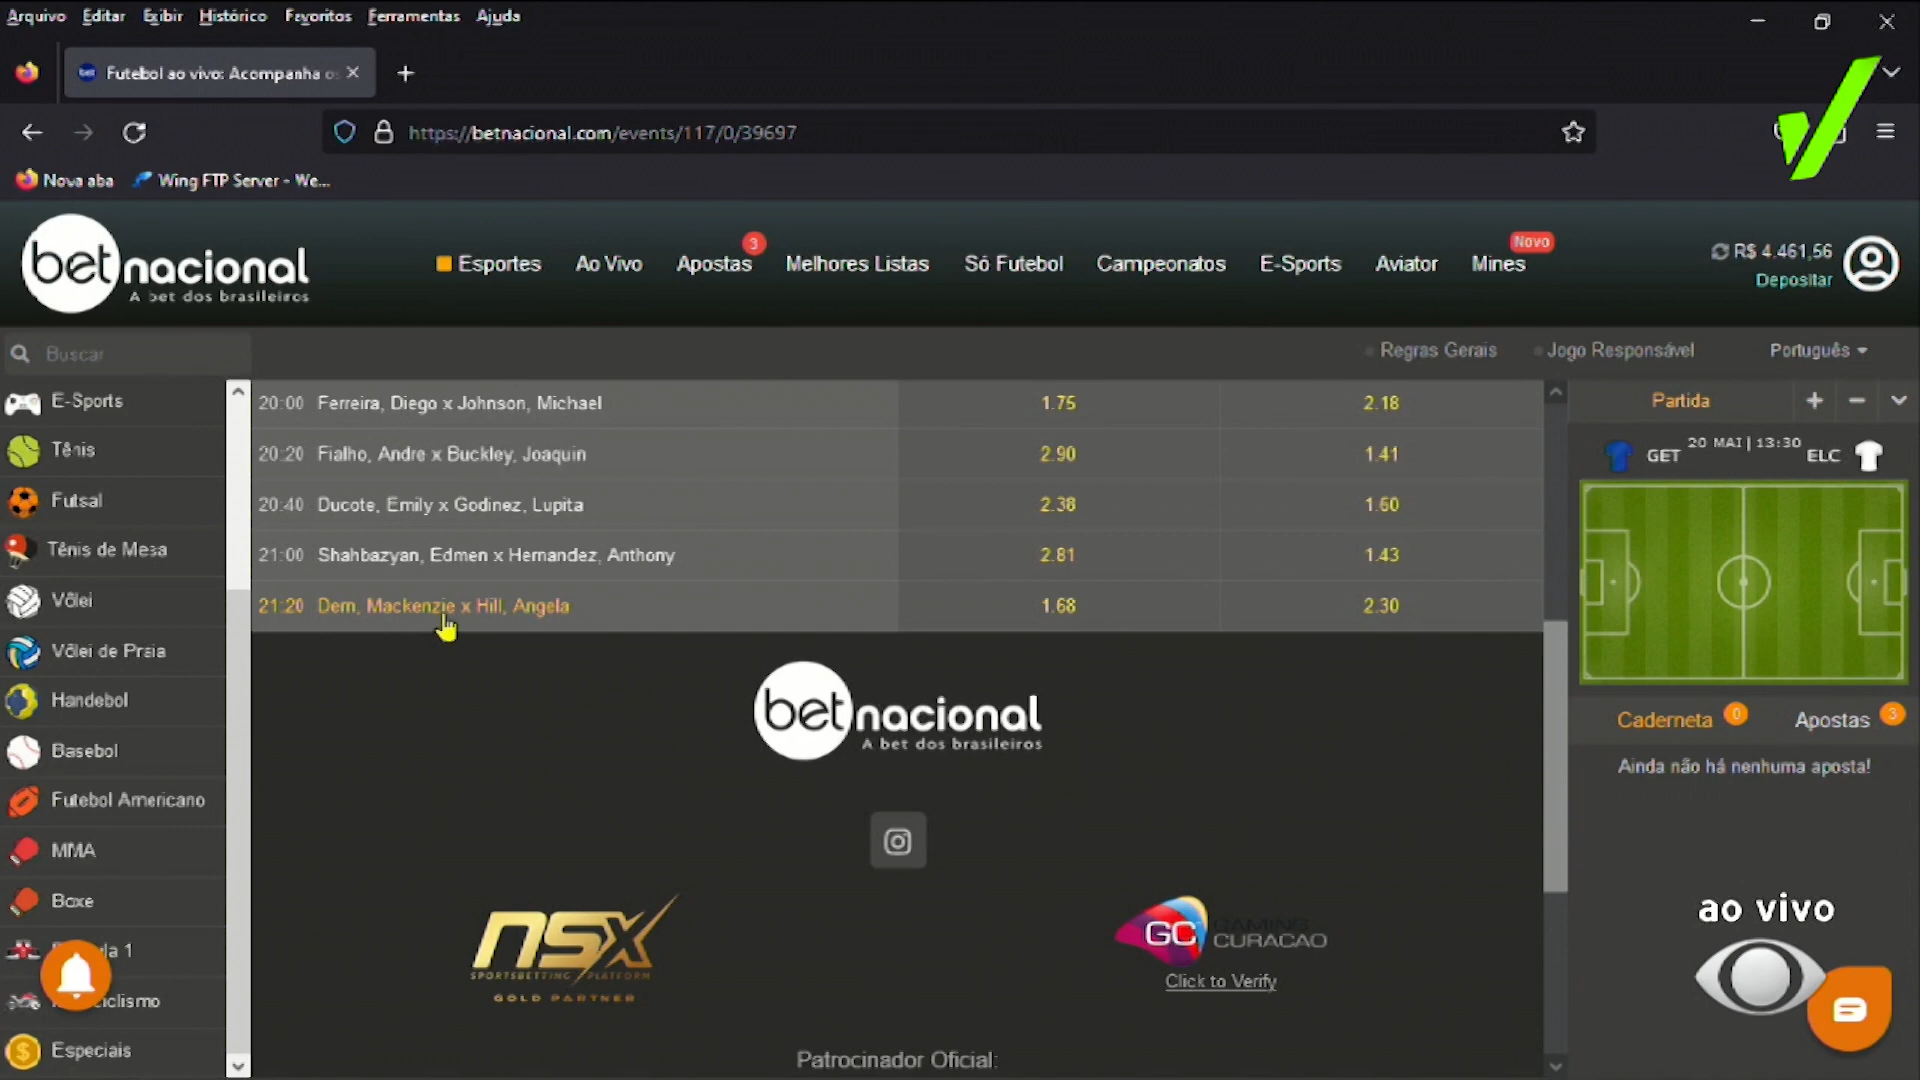 Arquivo Editar Exibir Histórico Favoritos Ferramentas Ajuda
Futebol ao vivo: Acompanha os
https://betnacional.com/events/117/0/39697
Nova aba Wing FTP Server - We...
betnacional
A bet dos brasileiros
Esportes Ao Vivo Apostas 3 Melhores Listas Só Futebol Campeonatos E-Sports Aviator Mines Novo
R$ 4.461,56
Depositar
Buscar
Regras Gerais Jogo Responsável Português
E-Sports
Tênis
Futsal
Tênis de Mesa
Vôlei
Vôlei de Praia
Handebol
Basebol
Futebol Americano
MMA
Boxe
la 1
ciclismo
Especiais
20:00 Ferreira, Diego x Johnson, Michael 1.75 2.18
20:20 Fialho, Andre x Buckley, Joaquin 2.90 1.41
20:40 Ducote, Emily x Godinez, Lupita 2.38 1.60
21:00 Shahbazyan, Edmen x Hernandez, Anthony 2.81 1.43
21:20 Dern, Mackenzie x Hill, Angela 1.68 2.30
betnacional
A bet dos brasileiros
NSX
SPORTSBETTING PLATFORM
GOLD PARTNER
GC GAMING
CURACAO
Click to Verify
Patrocinador Oficial:
Partida
20 MAI | 13:30
GET ELC
Caderneta 0 Apostas 3
Ainda não há nenhuma aposta!
ao vivo